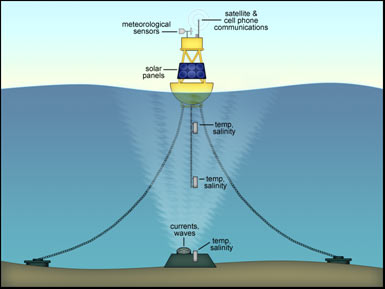 satellite &
cell phone
communications
meteorological
sensors
solar
panels
temp,
salinity
temp,
salinity
currents,
waves
temp,
salinity